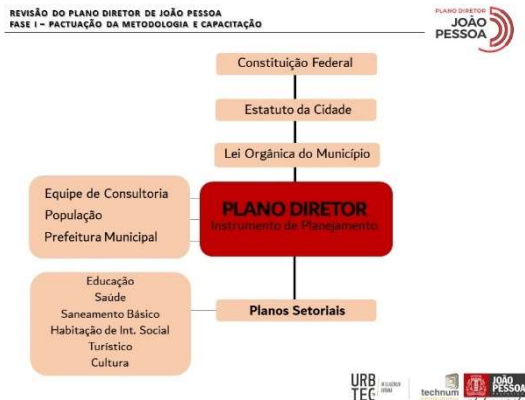 REVISÃO DO PLANO DIRETOR DE JOÃO PESSOA
FASE I – PACTUAÇÃO DA METODOLOGIA E CAPACITAÇÃO
PLANO DIRETOR
JOÃO
PESSOA
Constituição Federal
Estatuto da Cidade
Lei Orgânica do Município
Equipe de Consultoria
População
Prefeitura Municipal
PLANO DIRETOR
Instrumento de Planejamento
Educação
Saúde
Saneamento Básico
Habitação de Int. Social
Turístico
Cultura
Planos Setoriais
URB
TEC
technum
JOÃO
PESSOA